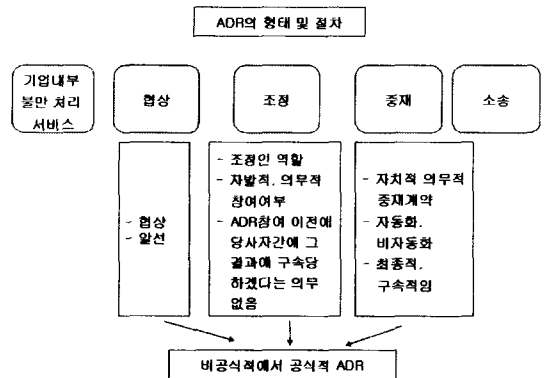 ADR의 형태 및 절차
기업내부
불만 처리
서비스
협상
조정
중재
소송
- 협상
- 알선
- 조정인 역할
- 자발적, 의무적
참여여부
- ADR참여 이전에
당사자간에 그
결과에 구속당
하겠다는 의무
없음
- 자치적 의무적
중재계약
- 자동화,
비자동화
- 최종적,
구속적임
비공식적에서 공식적 ADR